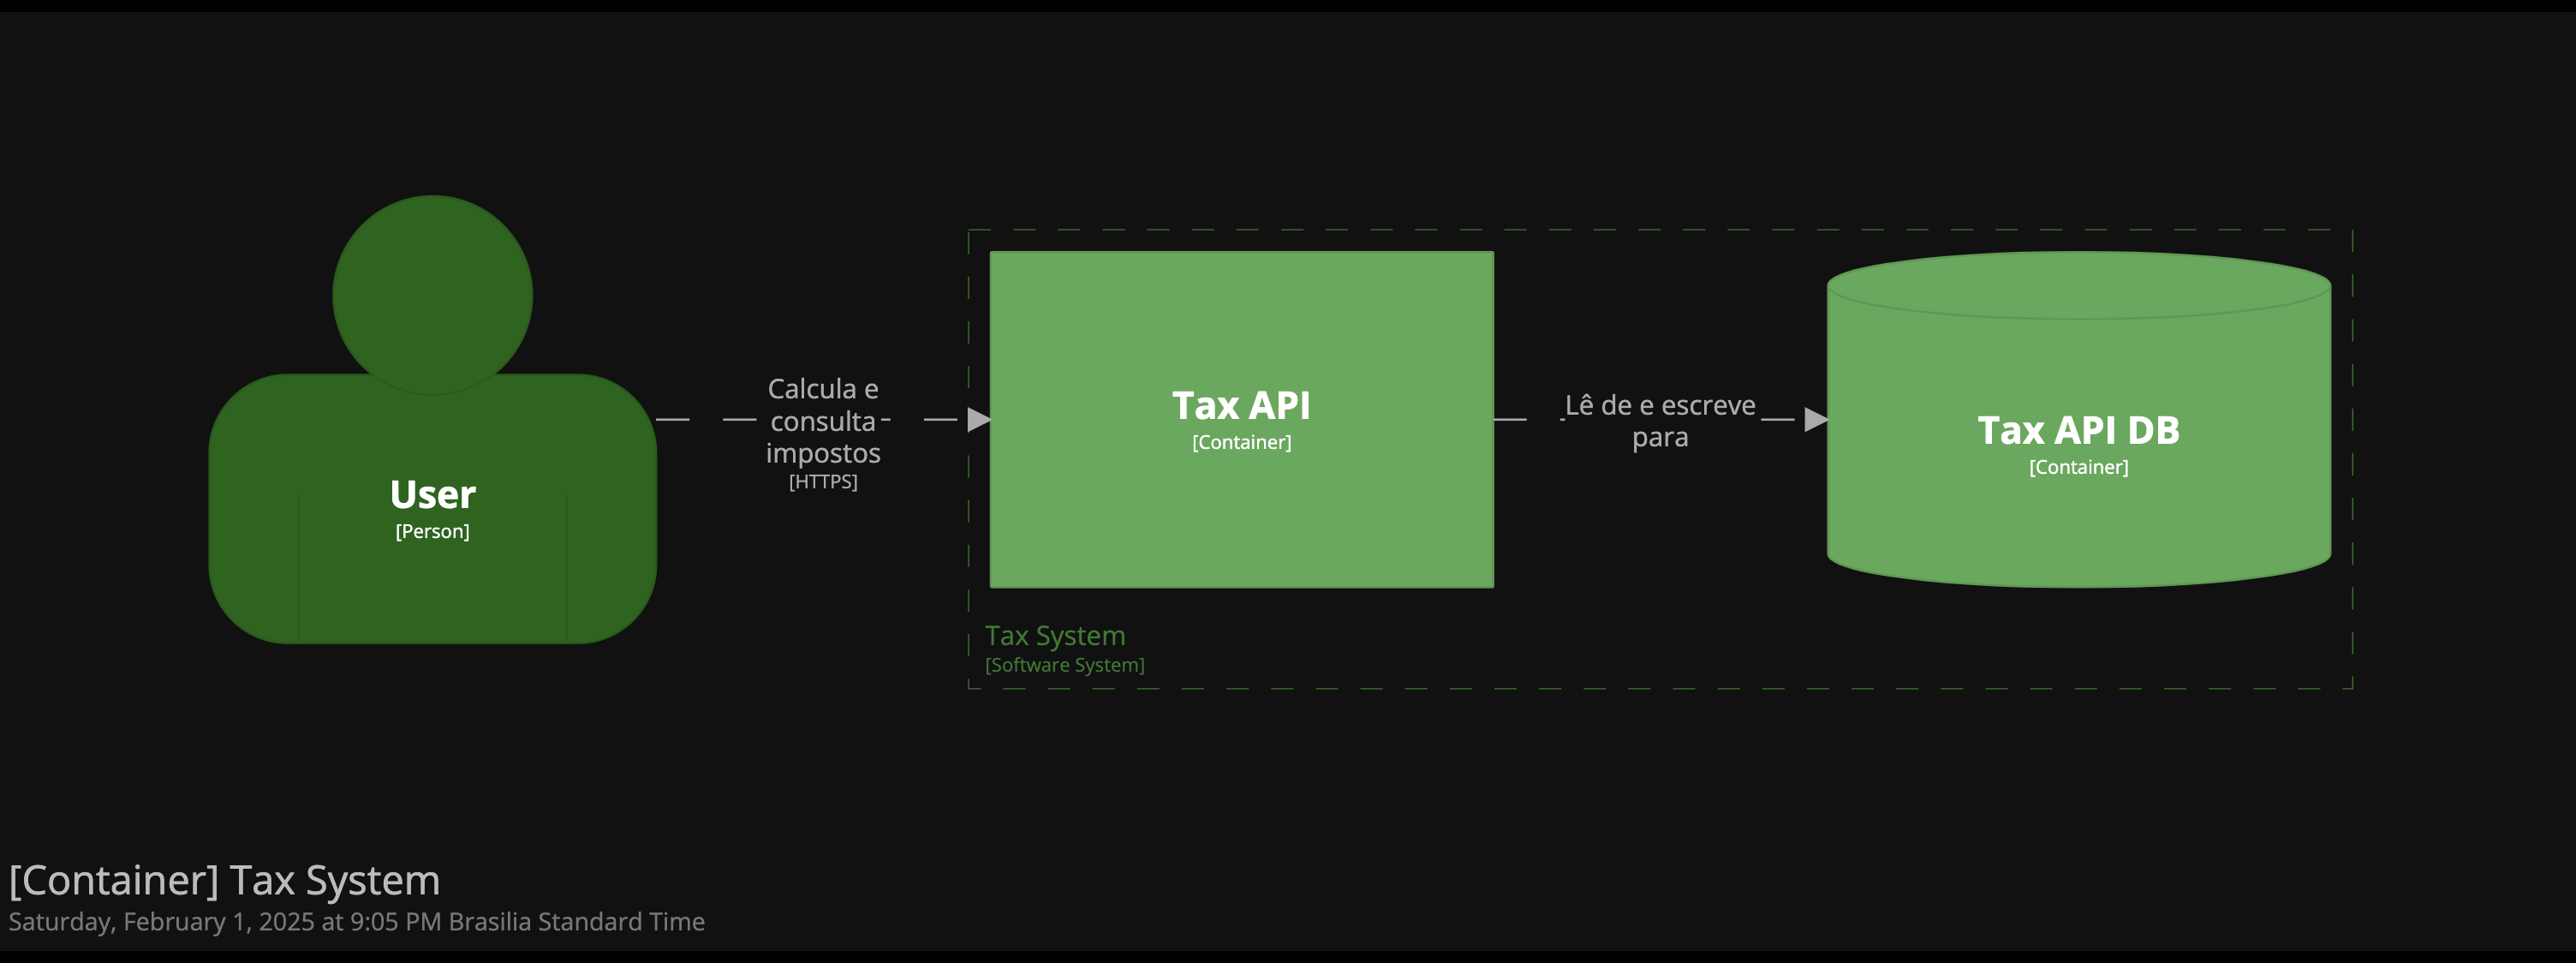 User
[Person]
Calcula e
consulta
impostos
[HTTPS]
Tax API
[Container]
Lê de e escreve
para
Tax API DB
[Container]
Tax System
[Software System]
[Container] Tax System
Saturday, February 1, 2025 at 9:05 PM Brasilia Standard Time